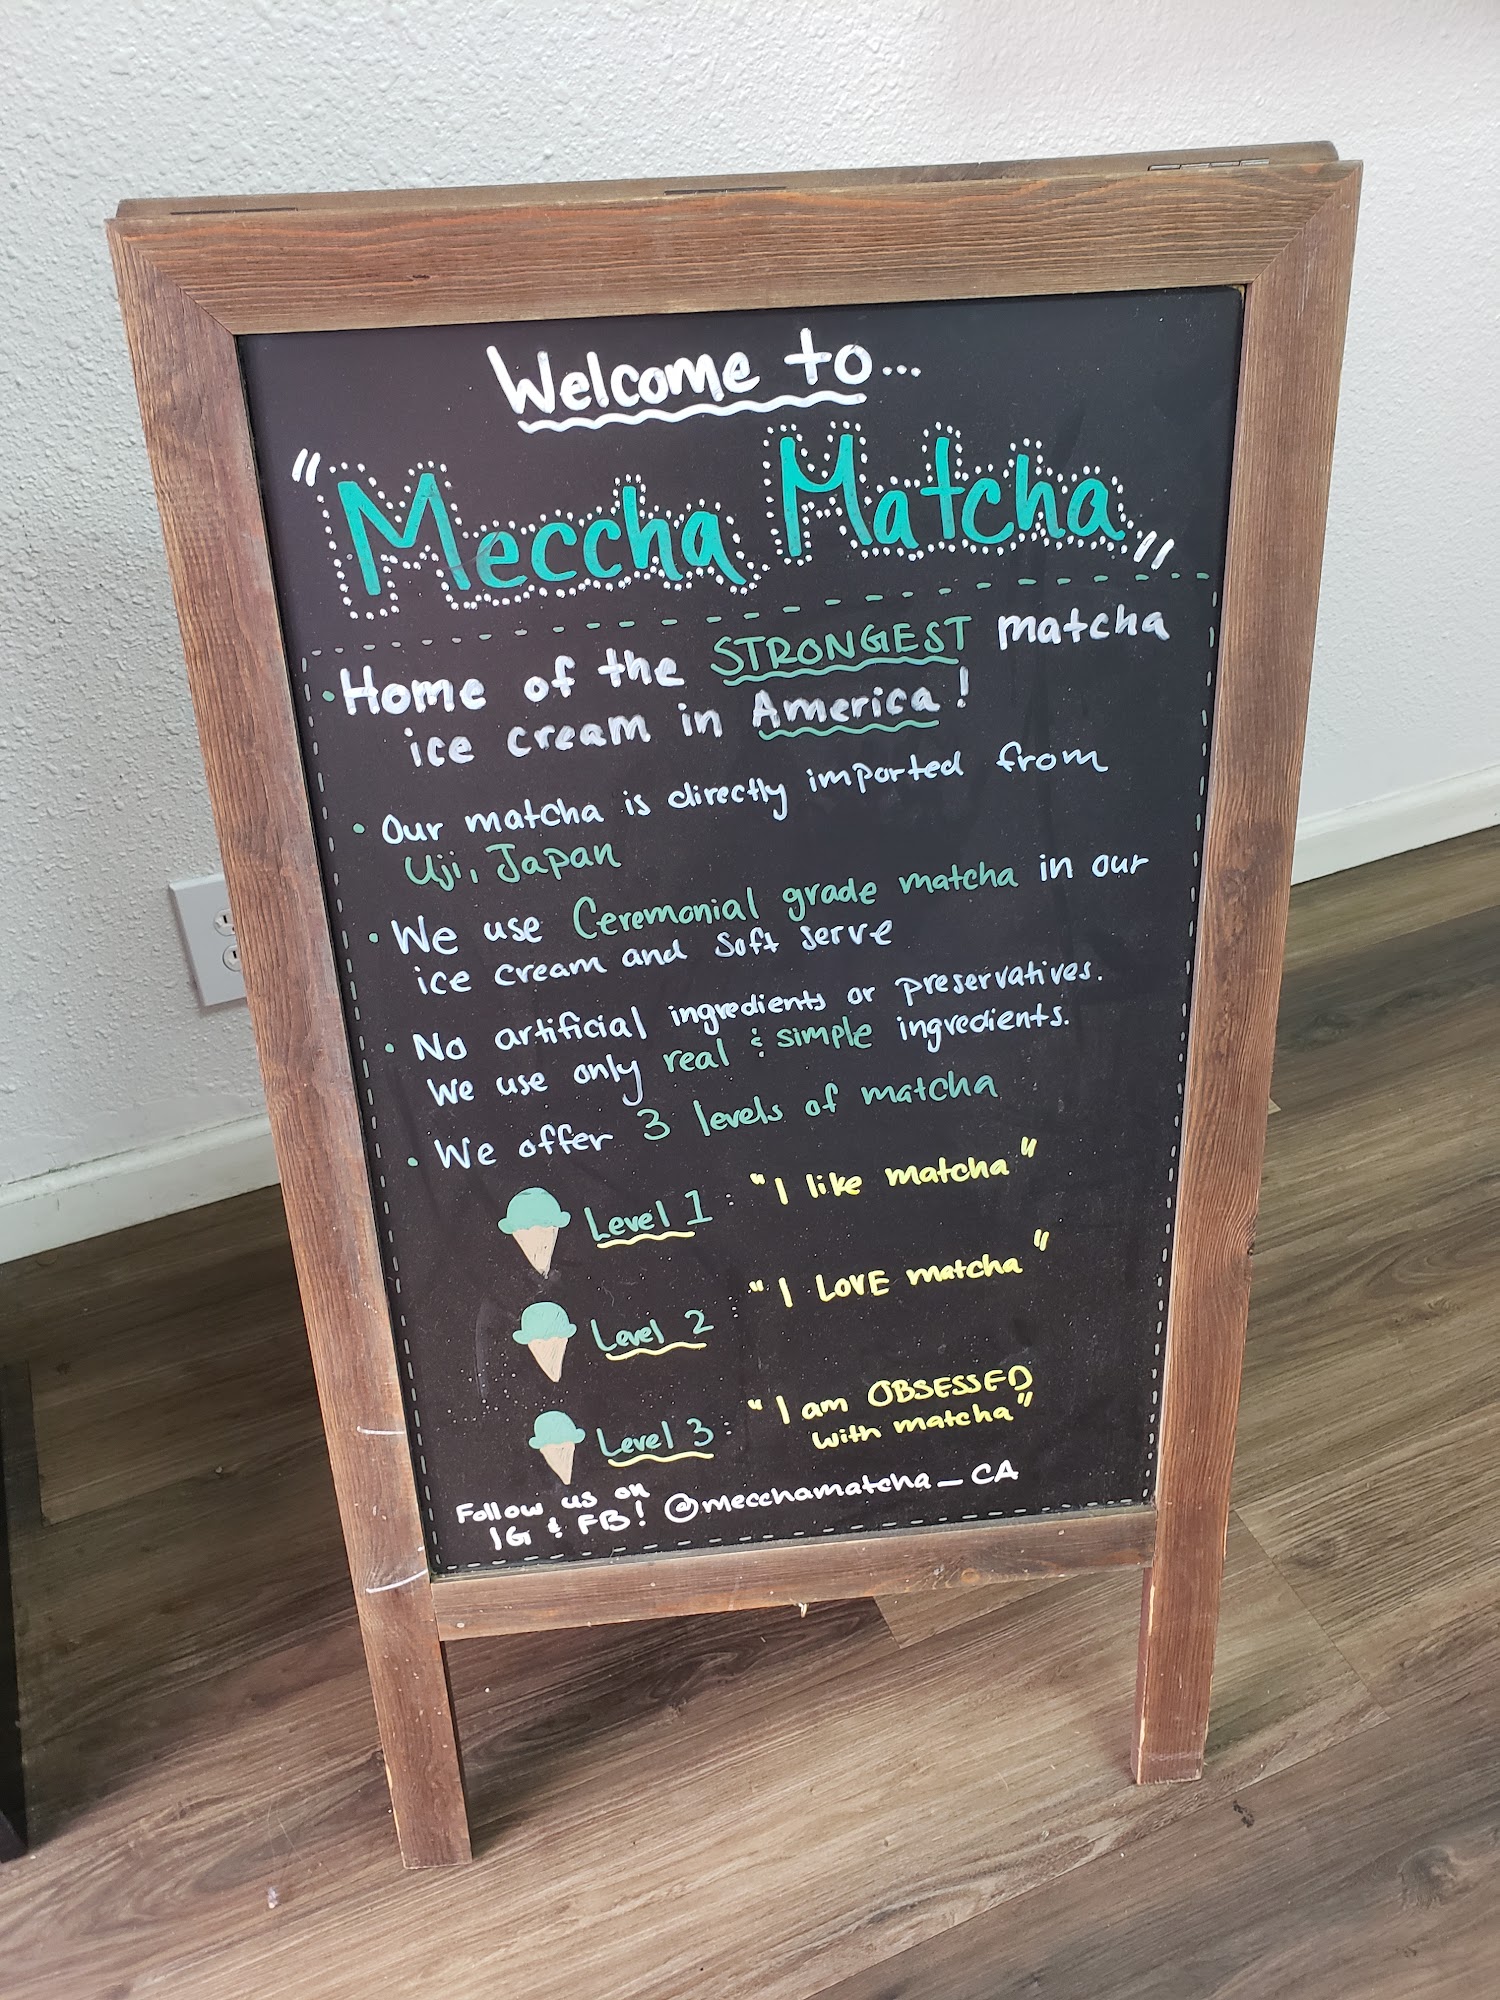 Welcome to...
"Meccha Matcha"
• Home of the STRONGEST matcha
ice cream in America!
• Our matcha is directly imported from
Uji, Japan
• We use Ceremonial grade matcha in our
ice cream and soft serve
• No artificial ingredients or preservatives.
We use only real & simple ingredients.
• We offer 3 levels of matcha
Level 1: "I like matcha"
Level 2: "I LOVE matcha"
Level 3: "I am OBSESSED
with matcha"
Follow us on
IG & FB! @mecchamatcha_CA